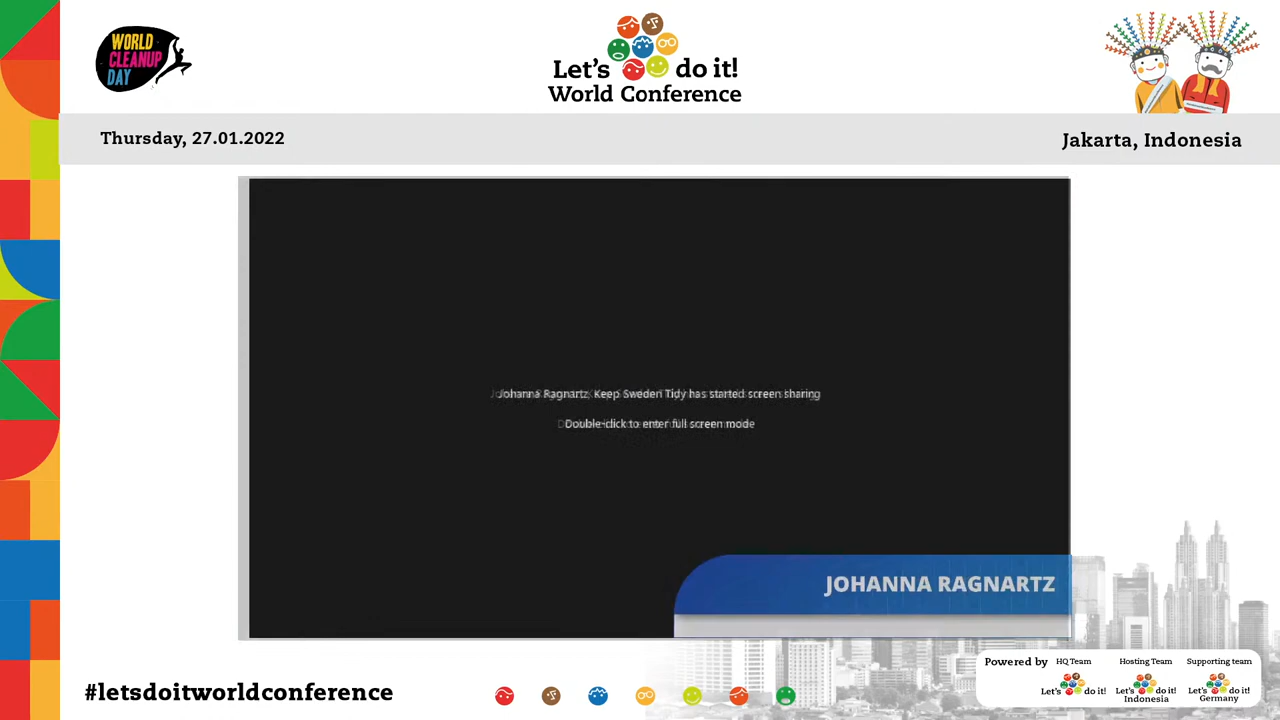 WORLD
CLEANUP
DAY
Let's do it!
World Conference
Thursday, 27.01.2022
Jakarta, Indonesia
Johanna Ragnartz, Keep Sweden Tidy has started screen sharing
Double-click to enter full screen mode
JOHANNA RAGNARTZ
#letsdoitworldconference
Powered by
HQ Team
Hosting Team
Supporting team
Let's do it!
Let's do it!
Indonesia
Let's do it!
Germany